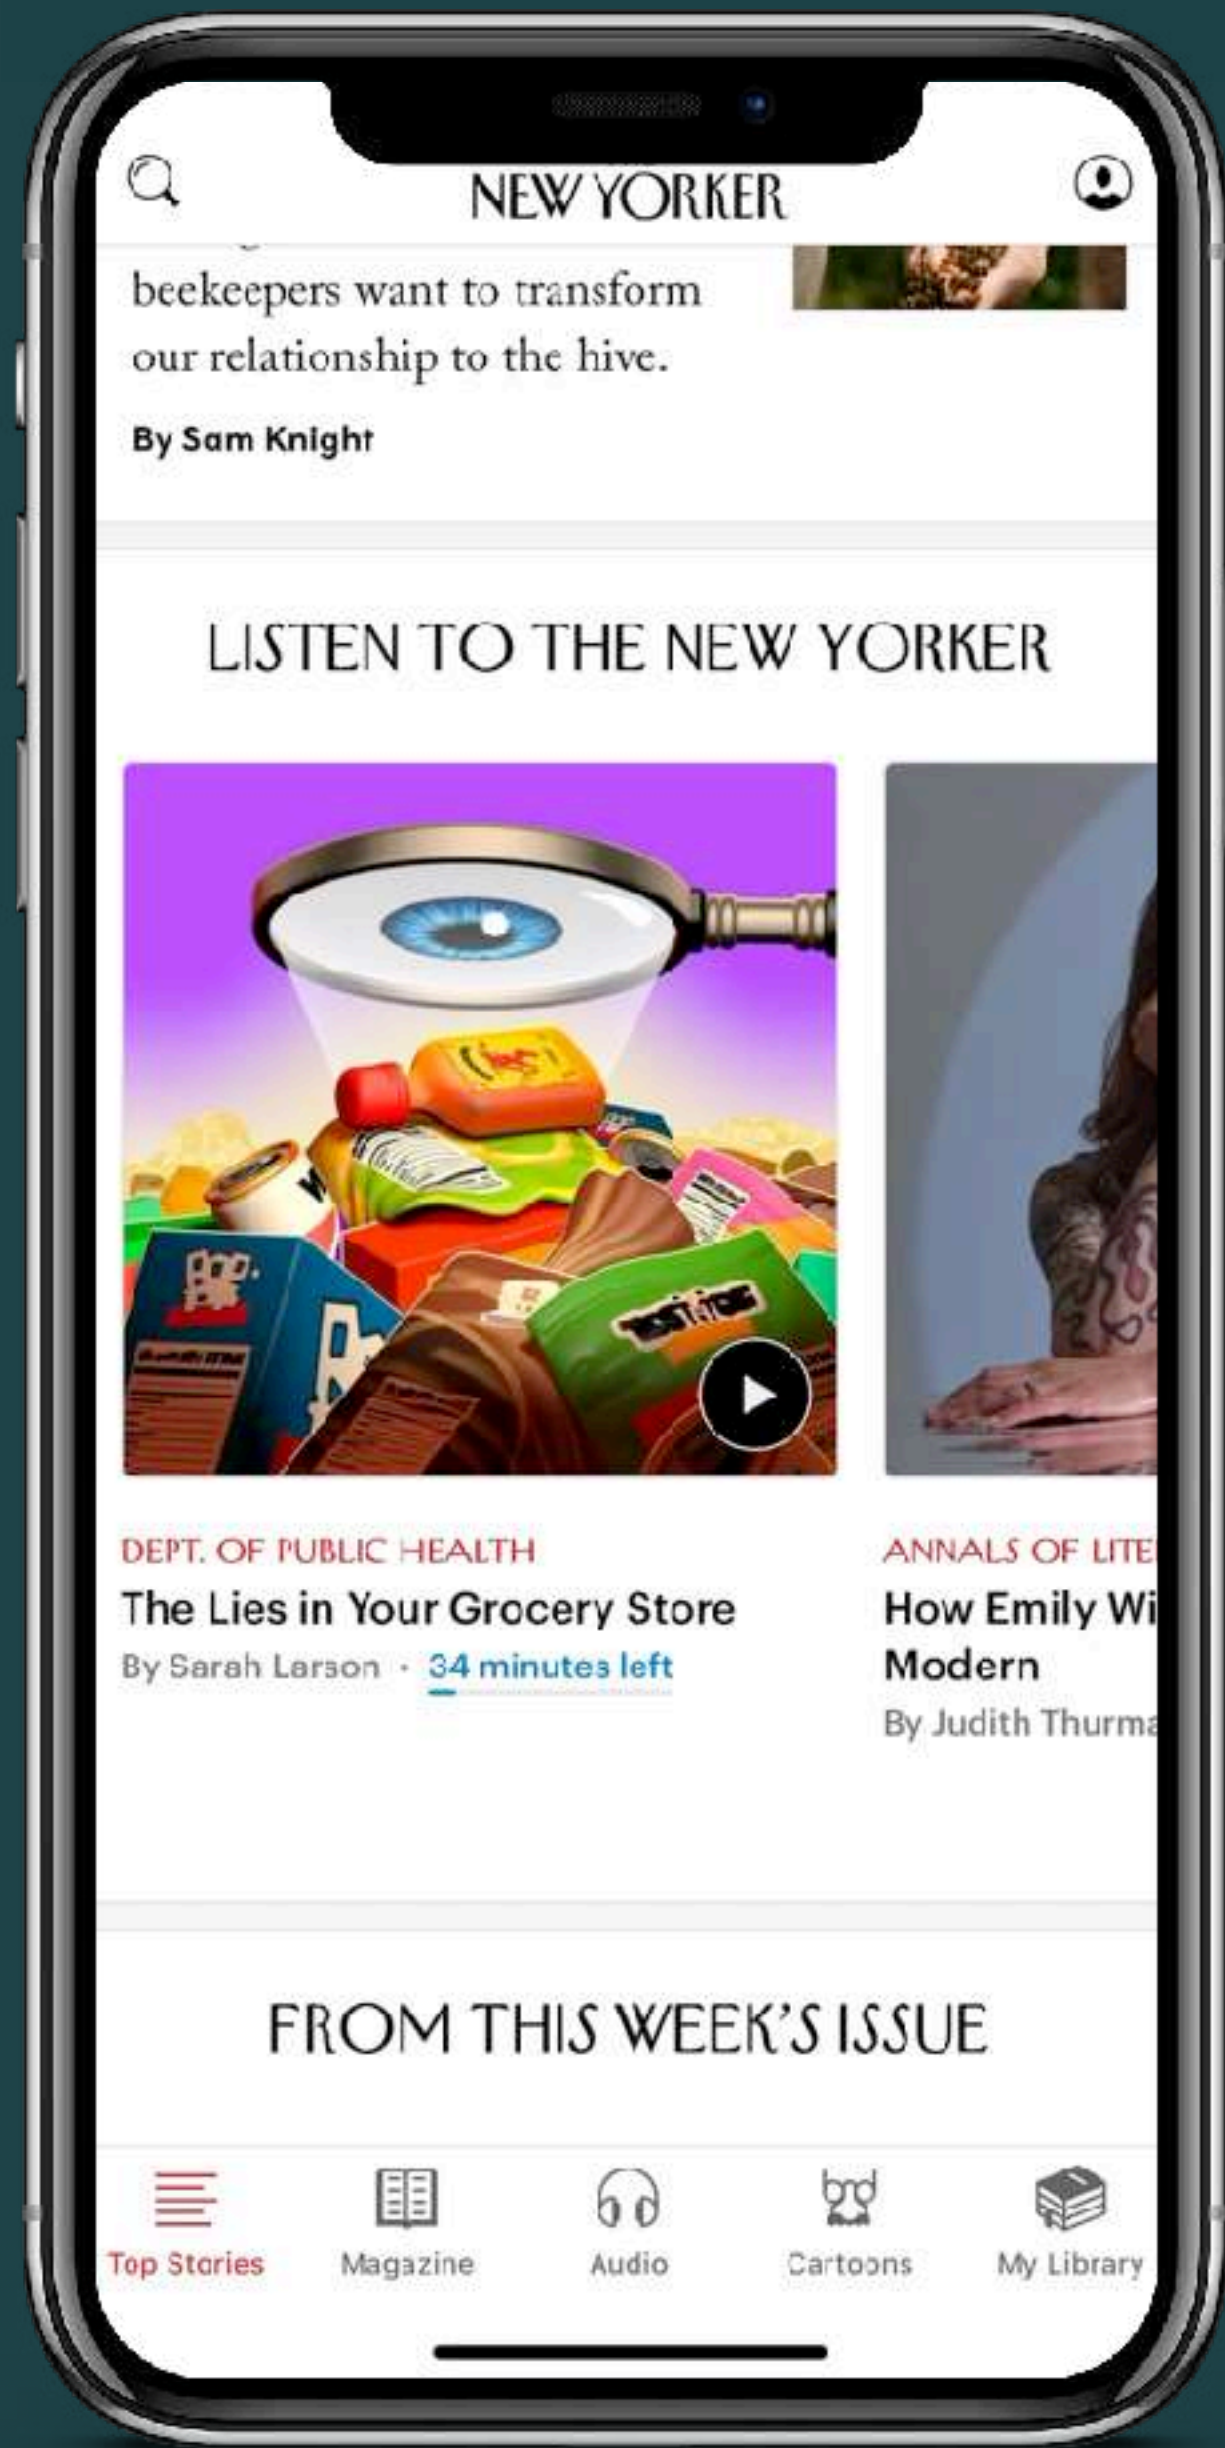 NEW YORKER
beekeepers want to transform
our relationship to the hive.
By Sam Knight
LISTEN TO THE NEW YORKER
DEPT. OF PUBLIC HEALTH
The Lies in Your Grocery Store
By Sarah Larson · 34 minutes left
ANNALS OF LITE
How Emily Wi
Modern
By Judith Thurma
FROM THIS WEEK'S ISSUE
Top Stories
Magazine
Audio
Cartoons
My Library